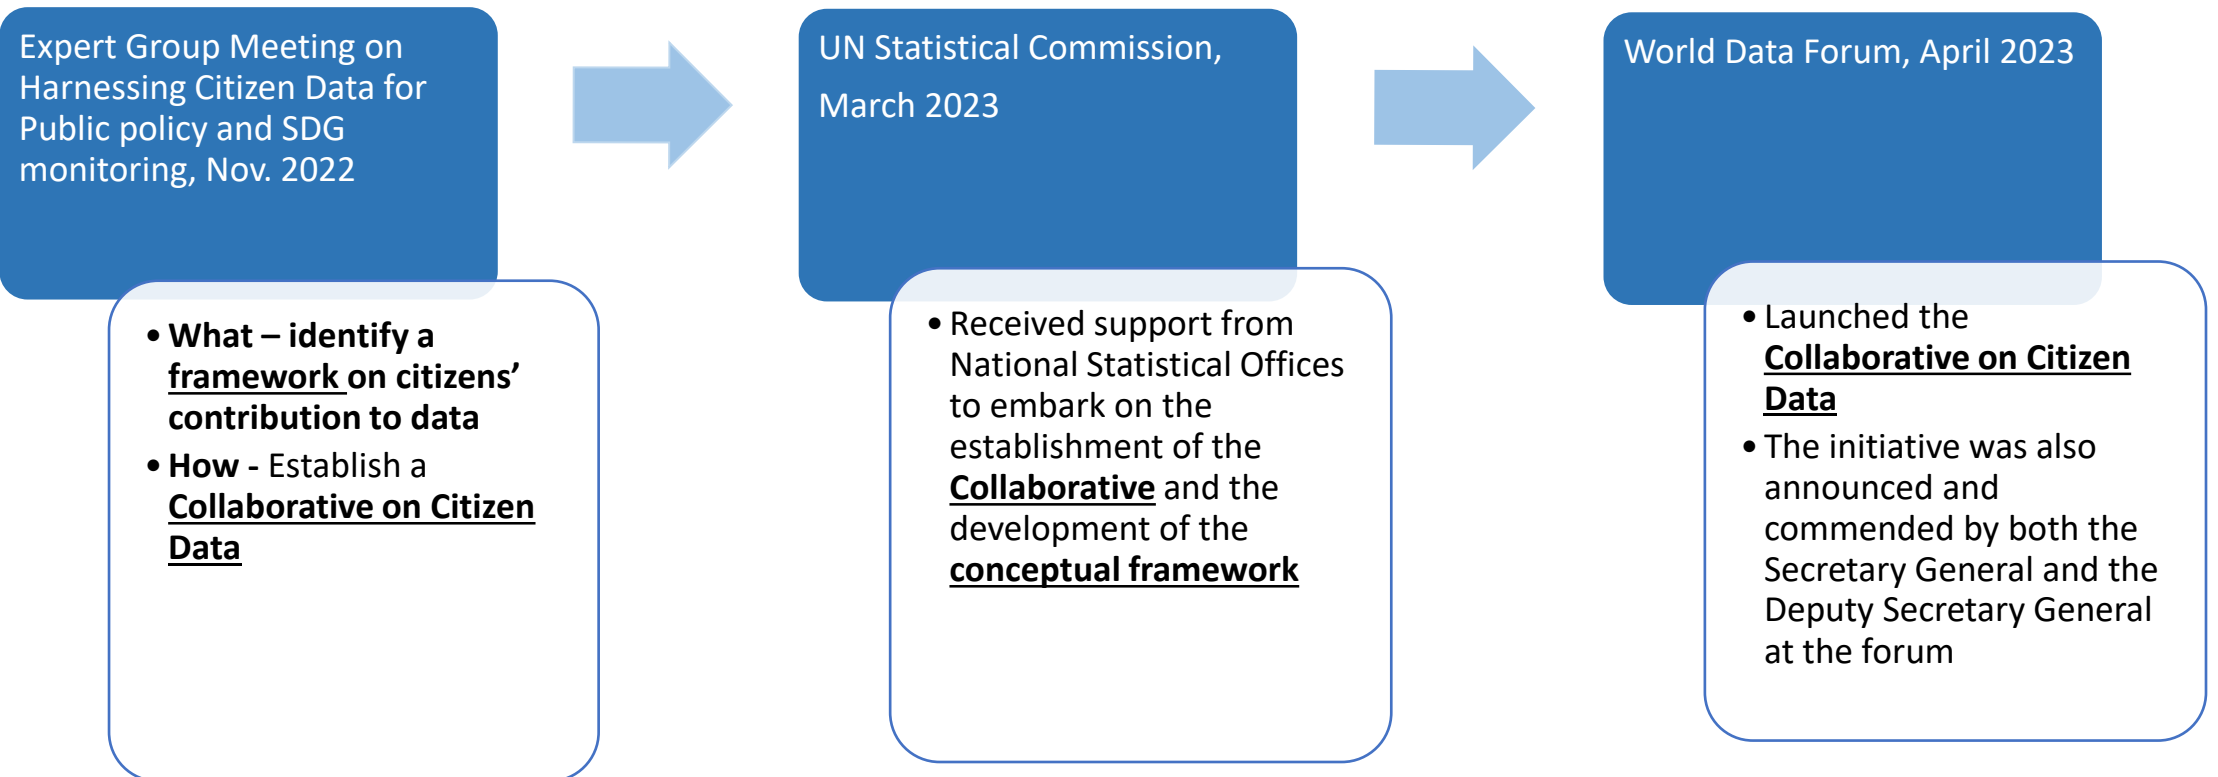 Expert Group Meeting on
Harnessing Citizen Data for
Public policy and SDG
monitoring, Nov. 2022
• What – identify a
framework on citizens’
contribution to data
• How - Establish a
Collaborative on Citizen
Data
UN Statistical Commission,
March 2023
• Received support from
National Statistical Offices
to embark on the
establishment of the
Collaborative and the
development of the
conceptual framework
World Data Forum, April 2023
• Launched the
Collaborative on Citizen
Data
• The initiative was also
announced and
commended by both the
Secretary General and the
Deputy Secretary General
at the forum